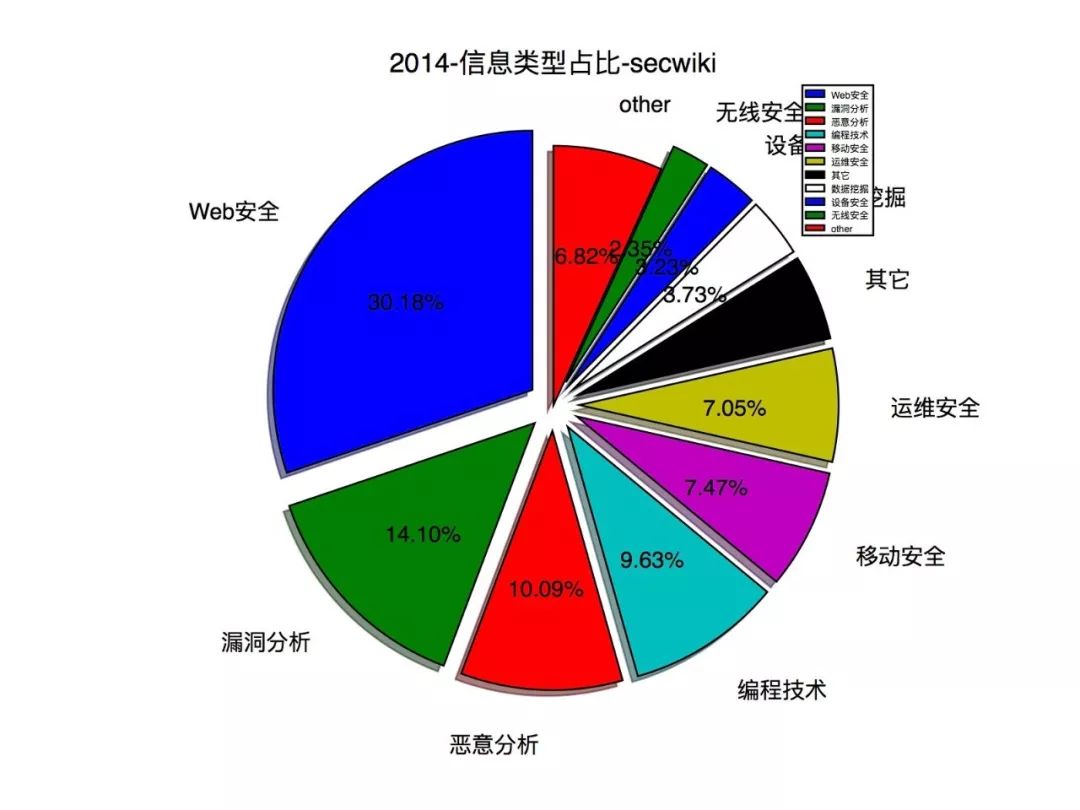 2014-信息类型占比-secwiki
other
无线安全
设备
挖掘
Web安全
其它
运维安全
移动安全
编程技术
恶意分析
漏洞分析
30.18%
14.10%
10.09%
9.63%
7.47%
7.05%
3.73%
3.23%
2.35%
6.82%
Web安全
漏洞分析
恶意分析
编程技术
移动安全
运维安全
其它
数据挖掘
设备安全
无线安全
other